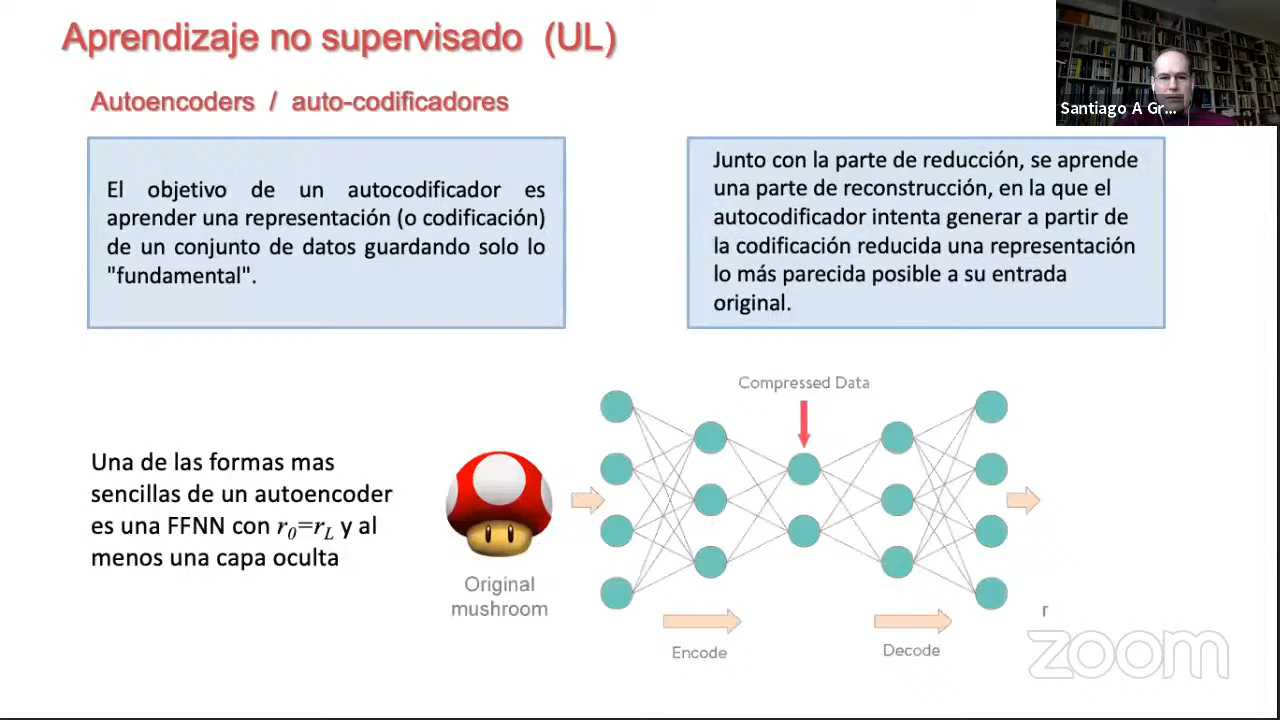 Aprendizaje no supervisado (UL)
Santiago A Gr...
Autoencoders / auto-codificadores
El objetivo de un autocodificador es
aprender una representación (o codificación)
de un conjunto de datos guardando solo lo
"fundamental".
Junto con la parte de reducción, se aprende
una parte de reconstrucción, en la que el
autocodificador intenta generar a partir de
la codificación reducida una representación
lo más parecida posible a su entrada
original.
Compressed Data
Una de las formas mas
sencillas de un autoencoder
es una FFNN con r0=rL y al
menos una capa oculta
Original
mushroom
Encode
Decode
r
zoom